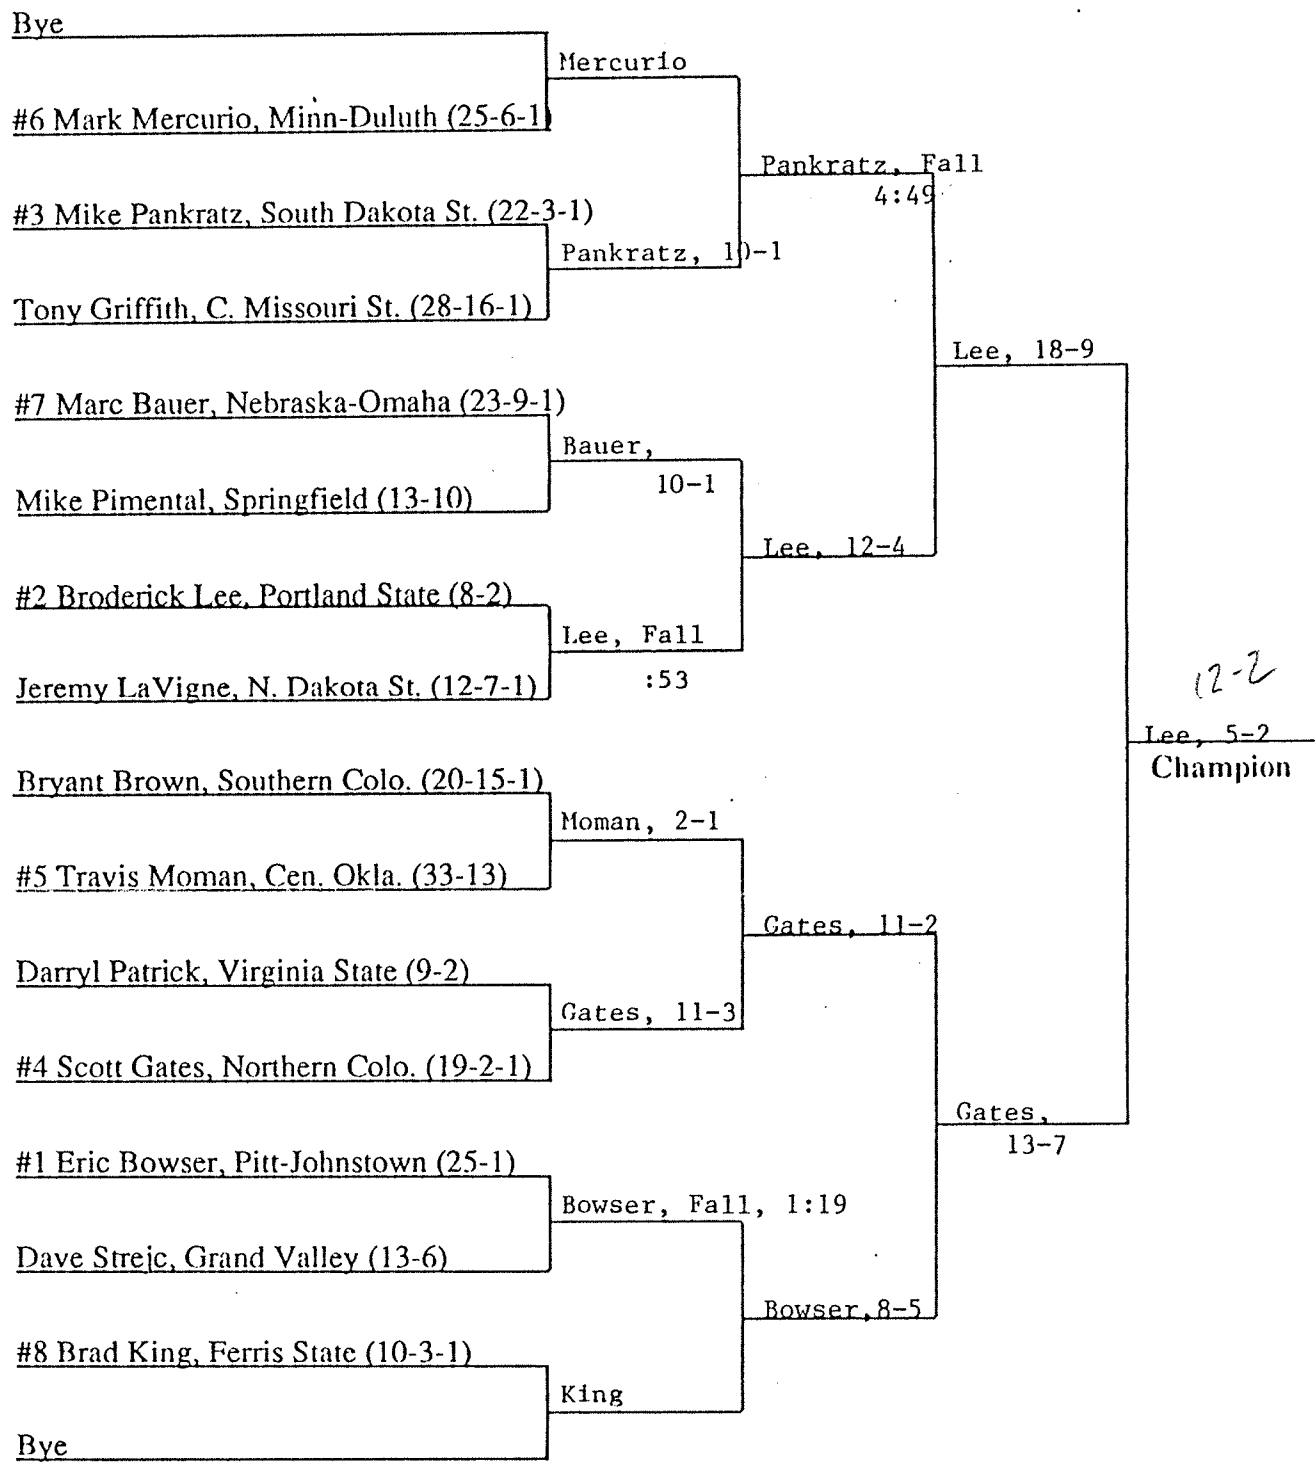 Bye
Mercurio
#6 Mark Mercurio, Minn-Duluth (25-6-1)
Pankratz, Fall
4:49
#3 Mike Pankratz, South Dakota St. (22-3-1)
Pankratz, 10-1
Tony Griffith, C. Missouri St. (28-16-1)
Lee, 18-9
#7 Marc Bauer, Nebraska-Omaha (23-9-1)
Bauer,
10-1
Mike Pimental, Springfield (13-10)
Lee, 12-4
#2 Broderick Lee, Portland State (8-2)
Lee, Fall
:53
Jeremy LaVigne, N. Dakota St. (12-7-1)
12-2
Lee, 5-2
Champion
Bryant Brown, Southern Colo. (20-15-1)
Moman, 2-1
#5 Travis Moman, Cen. Okla. (33-13)
Gates, 11-2
Darryl Patrick, Virginia State (9-2)
Gates, 11-3
#4 Scott Gates, Northern Colo. (19-2-1)
Gates,
13-7
#1 Eric Bowser, Pitt-Johnstown (25-1)
Bowser, Fall, 1:19
Dave Strejc, Grand Valley (13-6)
Bowser, 8-5
#8 Brad King, Ferris State (10-3-1)
King
Bye